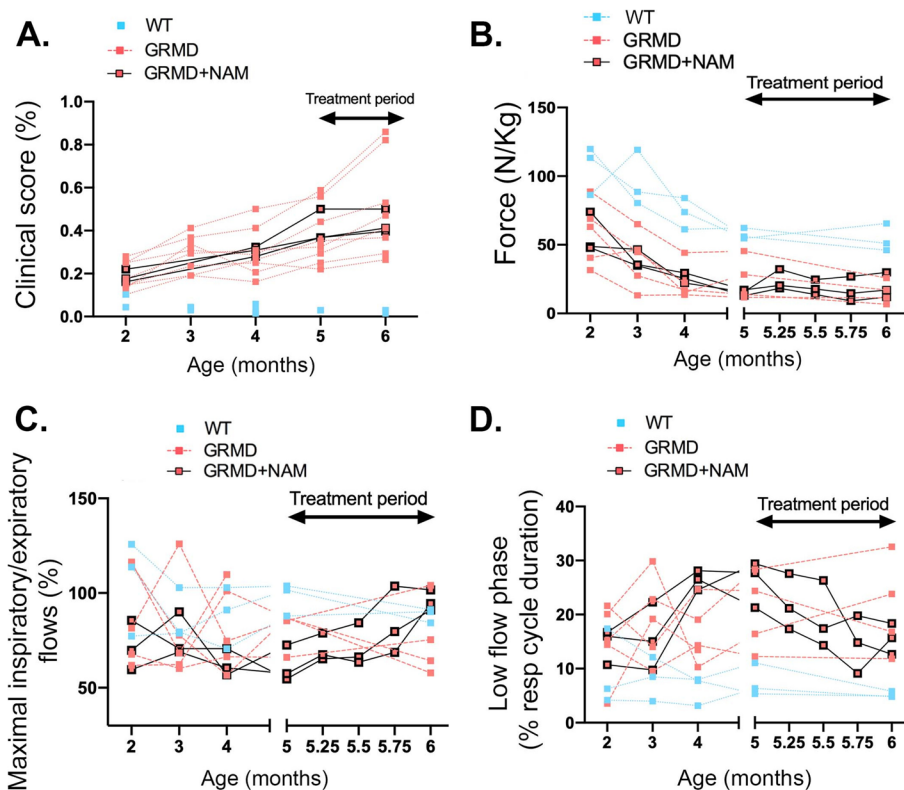 A.
WT
GRMD
GRMD+NAM
Treatment period
Clinical score (%)
1.0
0.8
0.6
0.4
0.2
0.0
2 3 4 5 6
Age (months)
B.
WT
GRMD
GRMD+NAM
Treatment period
Force (N/Kg)
150
100
50
0
2 3 4 5 5.25 5.5 5.75 6
Age (months)
C.
WT
GRMD
GRMD+NAM
Treatment period
Maximal inspiratory/expiratory
flows (%)
150
100
50
2 3 4 5 5.25 5.5 5.75 6
Age (months)
D.
WT
GRMD
GRMD+NAM
Treatment period
Low flow phase
(% resp cycle duration)
40
30
20
10
0
2 3 4 5 5.25 5.5 5.75 6
Age (months)